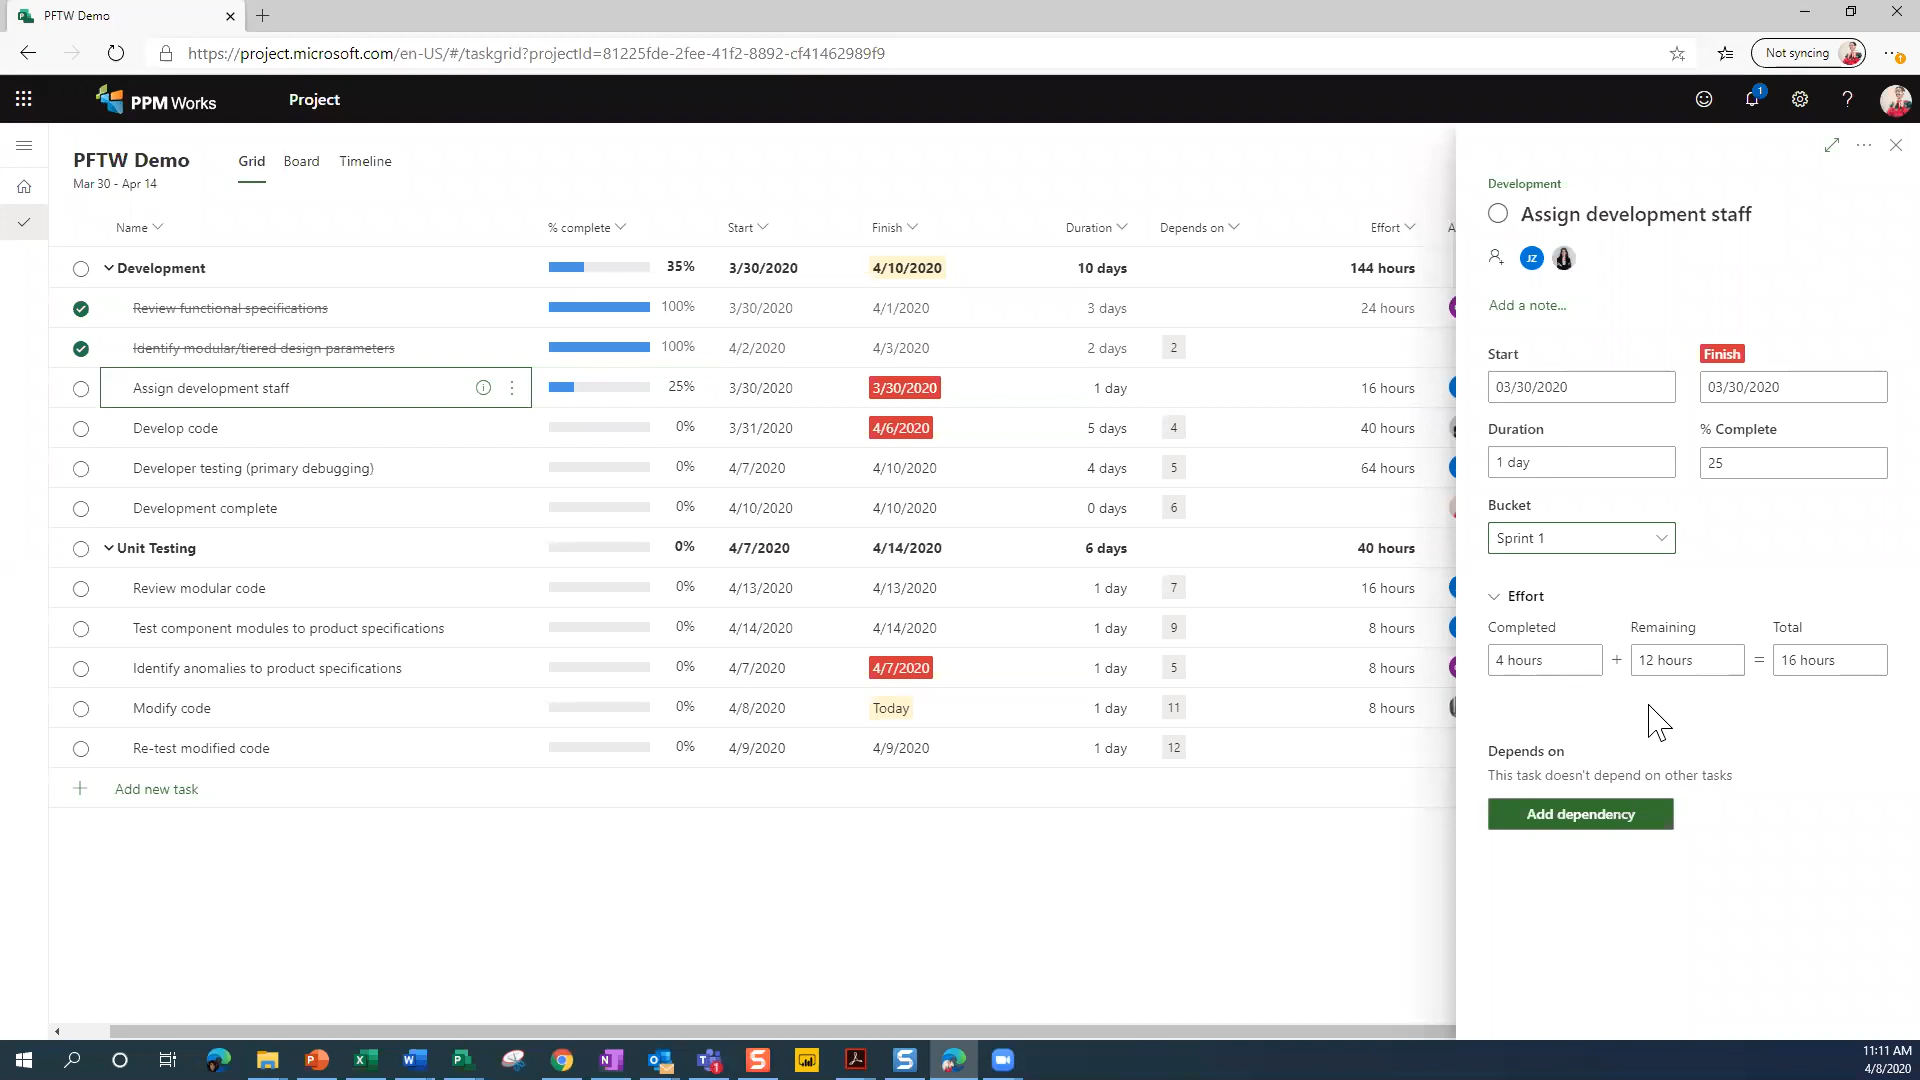 PFTW Demo
https://project.microsoft.com/en-US/#/taskgrid?projectId=81225fde-2fee-41f2-8892-cf41462989f9
Not syncing
PPM Works
Project
1
PFTW Demo
Grid Board Timeline
Mar 30 - Apr 14
Name % complete Start Finish Duration Depends on Effort A
Development 35% 3/30/2020 4/10/2020 10 days 144 hours
Review functional specifications 100% 3/30/2020 4/1/2020 3 days 24 hours
Identify modular/tiered design parameters 100% 4/2/2020 4/3/2020 2 days 2
Assign development staff 25% 3/30/2020 3/30/2020 1 day 16 hours
Develop code 0% 3/31/2020 4/6/2020 5 days 4 40 hours
Developer testing (primary debugging) 0% 4/7/2020 4/10/2020 4 days 5 64 hours
Development complete 0% 4/10/2020 4/10/2020 0 days 6
Unit Testing 0% 4/7/2020 4/14/2020 6 days 40 hours
Review modular code 0% 4/13/2020 4/13/2020 1 day 7 16 hours
Test component modules to product specifications 0% 4/14/2020 4/14/2020 1 day 9 8 hours
Identify anomalies to product specifications 0% 4/7/2020 4/7/2020 1 day 5 8 hours
Modify code 0% 4/8/2020 Today 1 day 11 8 hours
Re-test modified code 0% 4/9/2020 4/9/2020 1 day 12
Add new task
Development
Assign development staff
JZ
Add a note...
Start Finish
03/30/2020 03/30/2020
Duration % Complete
1 day 25
Bucket
Sprint 1
Effort
Completed Remaining Total
4 hours + 12 hours = 16 hours
Depends on
This task doesn't depend on other tasks
Add dependency
11:11 AM
4/8/2020